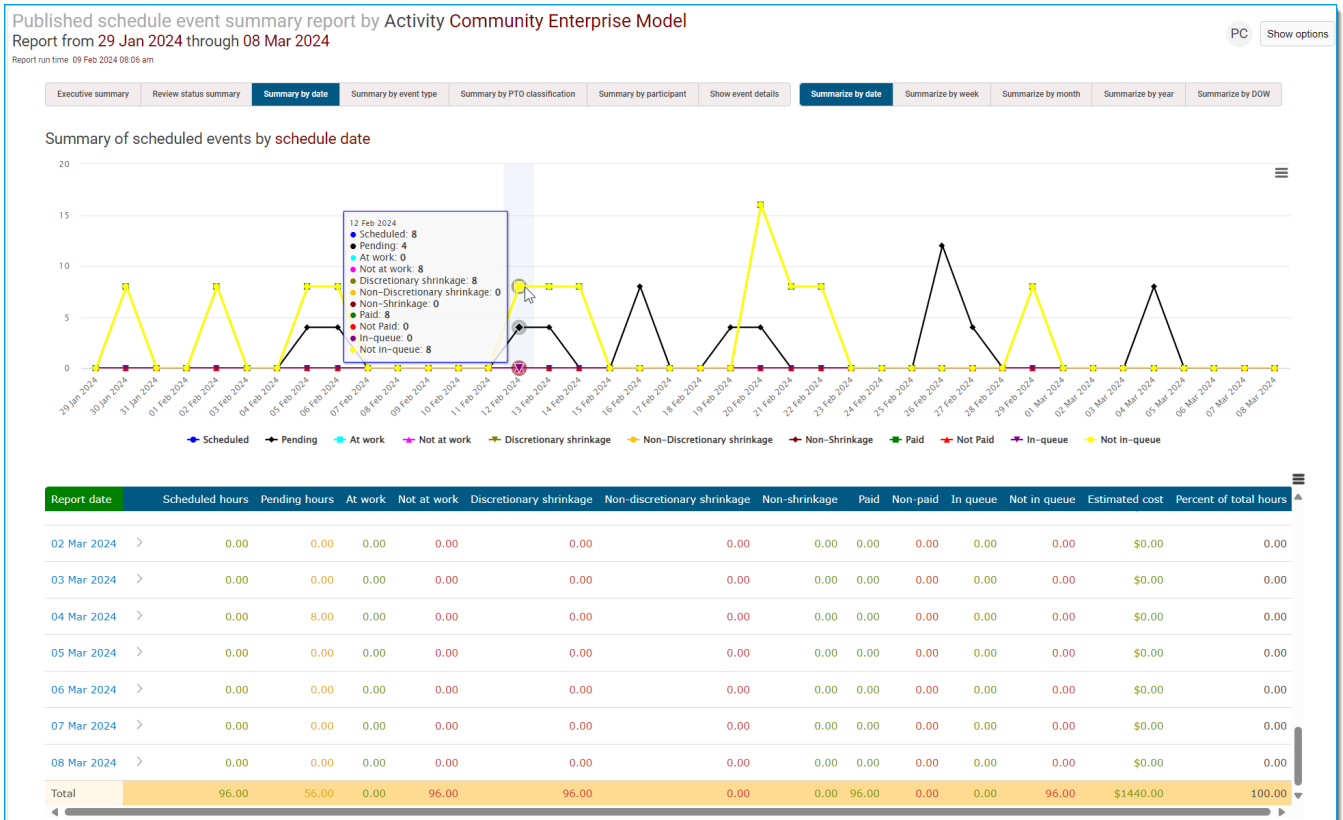 Published schedule event summary report by Activity Community Enterprise Model
Report from 29 Jan 2024 through 08 Mar 2024
Report run time 09 Feb 2024 08:06 am
PC
Show options
Executive summary Review status summary Summary by date Summary by event type Summary by PTO classification Summary by participant Show event details Summarize by date Summarize by week Summarize by month Summarize by year Summarize by DOW
Summary of scheduled events by schedule date
20
15
10
5
0
12 Feb 2024
Scheduled: 8
Pending: 4
At work: 0
Not at work: 8
Discretionary shrinkage: 8
Non-Discretionary shrinkage: 0
Non-Shrinkage: 0
Paid: 8
Not Paid: 0
In-queue: 0
Not in-queue: 8
29 Jan 2024 30 Jan 2024 31 Jan 2024 01 Feb 2024 02 Feb 2024 03 Feb 2024 04 Feb 2024 05 Feb 2024 06 Feb 2024 07 Feb 2024 08 Feb 2024 09 Feb 2024 10 Feb 2024 11 Feb 2024 12 Feb 2024 13 Feb 2024 14 Feb 2024 15 Feb 2024 16 Feb 2024 17 Feb 2024 18 Feb 2024 19 Feb 2024 20 Feb 2024 21 Feb 2024 22 Feb 2024 23 Feb 2024 24 Feb 2024 25 Feb 2024 26 Feb 2024 27 Feb 2024 28 Feb 2024 29 Feb 2024 01 Mar 2024 02 Mar 2024 03 Mar 2024 04 Mar 2024 05 Mar 2024 06 Mar 2024 07 Mar 2024 08 Mar 2024
Scheduled Pending At work Not at work Discretionary shrinkage Non-Discretionary shrinkage Non-Shrinkage Paid Not Paid In-queue Not in-queue
Report date Scheduled hours Pending hours At work Not at work Discretionary shrinkage Non-discretionary shrinkage Non-shrinkage Paid Non-paid In queue Not in queue Estimated cost Percent of total hours
02 Mar 2024 0.00 0.00 0.00 0.00 0.00 0.00 0.00 0.00 0.00 0.00 0.00 $0.00 0.00
03 Mar 2024 0.00 0.00 0.00 0.00 0.00 0.00 0.00 0.00 0.00 0.00 0.00 $0.00 0.00
04 Mar 2024 0.00 8.00 0.00 0.00 0.00 0.00 0.00 0.00 0.00 0.00 0.00 $0.00 0.00
05 Mar 2024 0.00 0.00 0.00 0.00 0.00 0.00 0.00 0.00 0.00 0.00 0.00 $0.00 0.00
06 Mar 2024 0.00 0.00 0.00 0.00 0.00 0.00 0.00 0.00 0.00 0.00 0.00 $0.00 0.00
07 Mar 2024 0.00 0.00 0.00 0.00 0.00 0.00 0.00 0.00 0.00 0.00 0.00 $0.00 0.00
08 Mar 2024 0.00 0.00 0.00 0.00 0.00 0.00 0.00 0.00 0.00 0.00 0.00 $0.00 0.00
Total 96.00 56.00 0.00 96.00 96.00 0.00 0.00 96.00 0.00 0.00 96.00 $1440.00 100.00